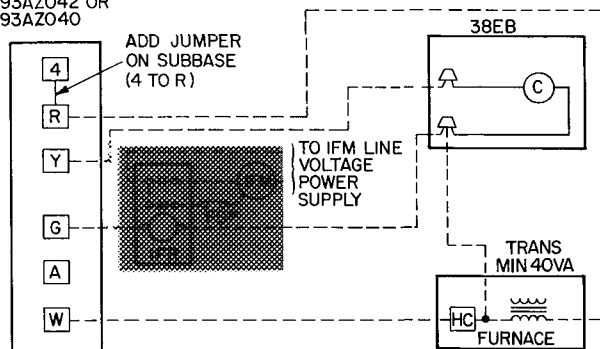 93AZ042 OR
93AZ040
ADD JUMPER
ON SUBBASE
(4 TO R)
4
R
Y
G
A
W
TO IFM LINE
VOLTAGE
POWER
SUPPLY
38EB
C
TRANS
MIN 40VA
HC
FURNACE